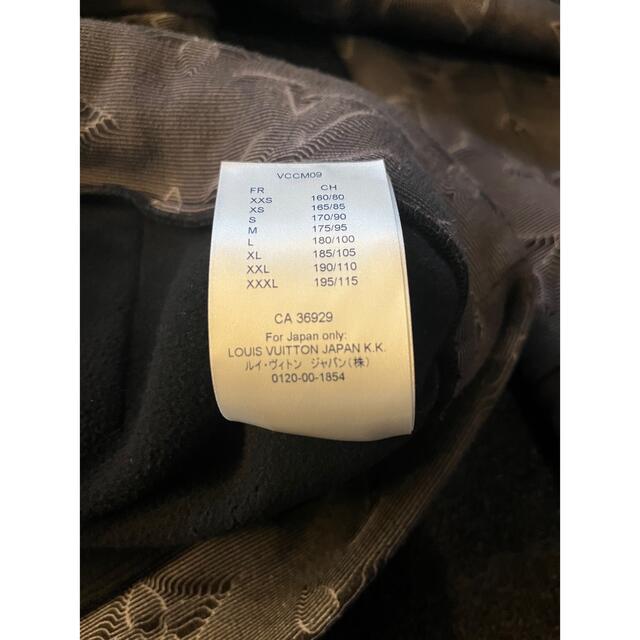 VCCM09
FR CH
XXS 160/80
XS 165/85
S 170/90
M 175/95
L 180/100
XL 185/105
XXL 190/110
XXXL 195/115
CA 36929
For Japan only:
LOUIS VUITTON JAPAN K.K.
ルイ・ヴィトン ジャパン(株)
0120-00-1854